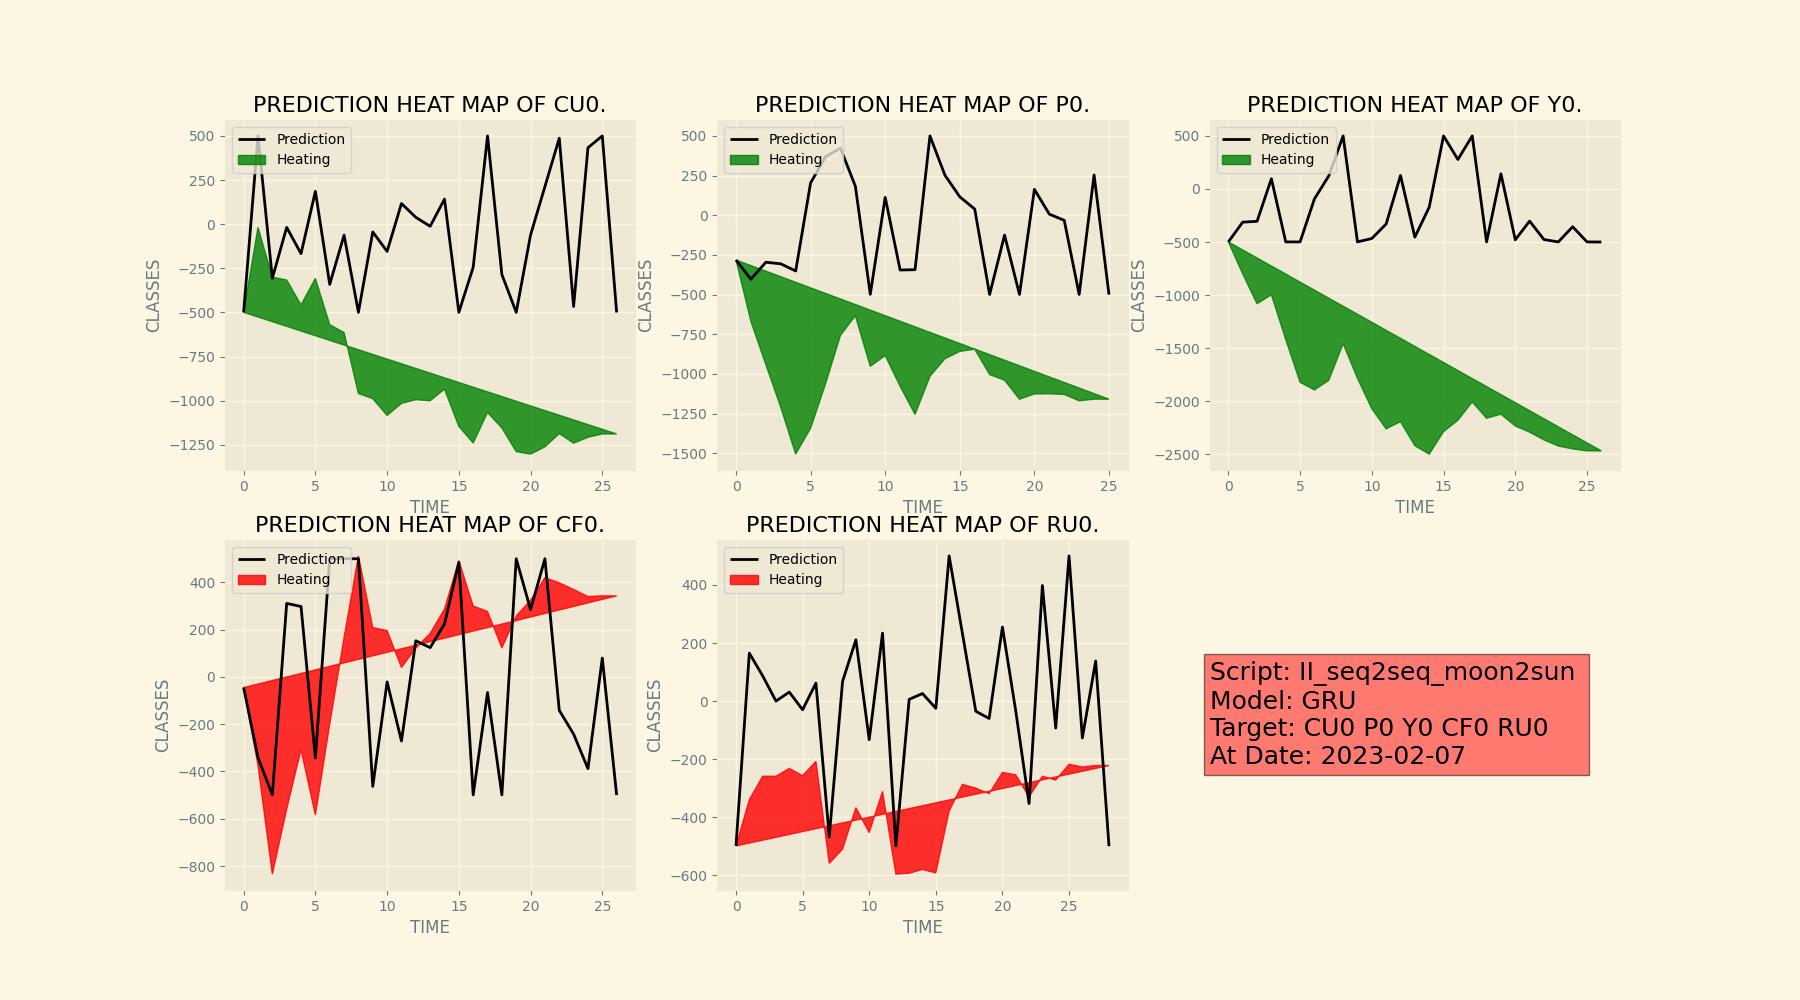 PREDICTION HEAT MAP OF CU0.
Prediction
Heating
500
250
0
−250
−500
−750
−1000
−1250
CLASSES
0 5 10 15 20 25
TIME
PREDICTION HEAT MAP OF P0.
Prediction
Heating
500
250
0
−250
−500
−750
−1000
−1250
−1500
CLASSES
0 5 10 15 20 25
TIME
PREDICTION HEAT MAP OF Y0.
Prediction
Heating
500
0
−500
−1000
−1500
−2000
−2500
CLASSES
0 5 10 15 20 25
TIME
PREDICTION HEAT MAP OF CF0.
Prediction
Heating
400
200
0
−200
−400
−600
−800
CLASSES
0 5 10 15 20 25
TIME
PREDICTION HEAT MAP OF RU0.
Prediction
Heating
400
200
0
−200
−400
−600
CLASSES
0 5 10 15 20 25
TIME
Script: II_seq2seq_moon2sun
Model: GRU
Target: CU0 P0 Y0 CF0 RU0
At Date: 2023-02-07